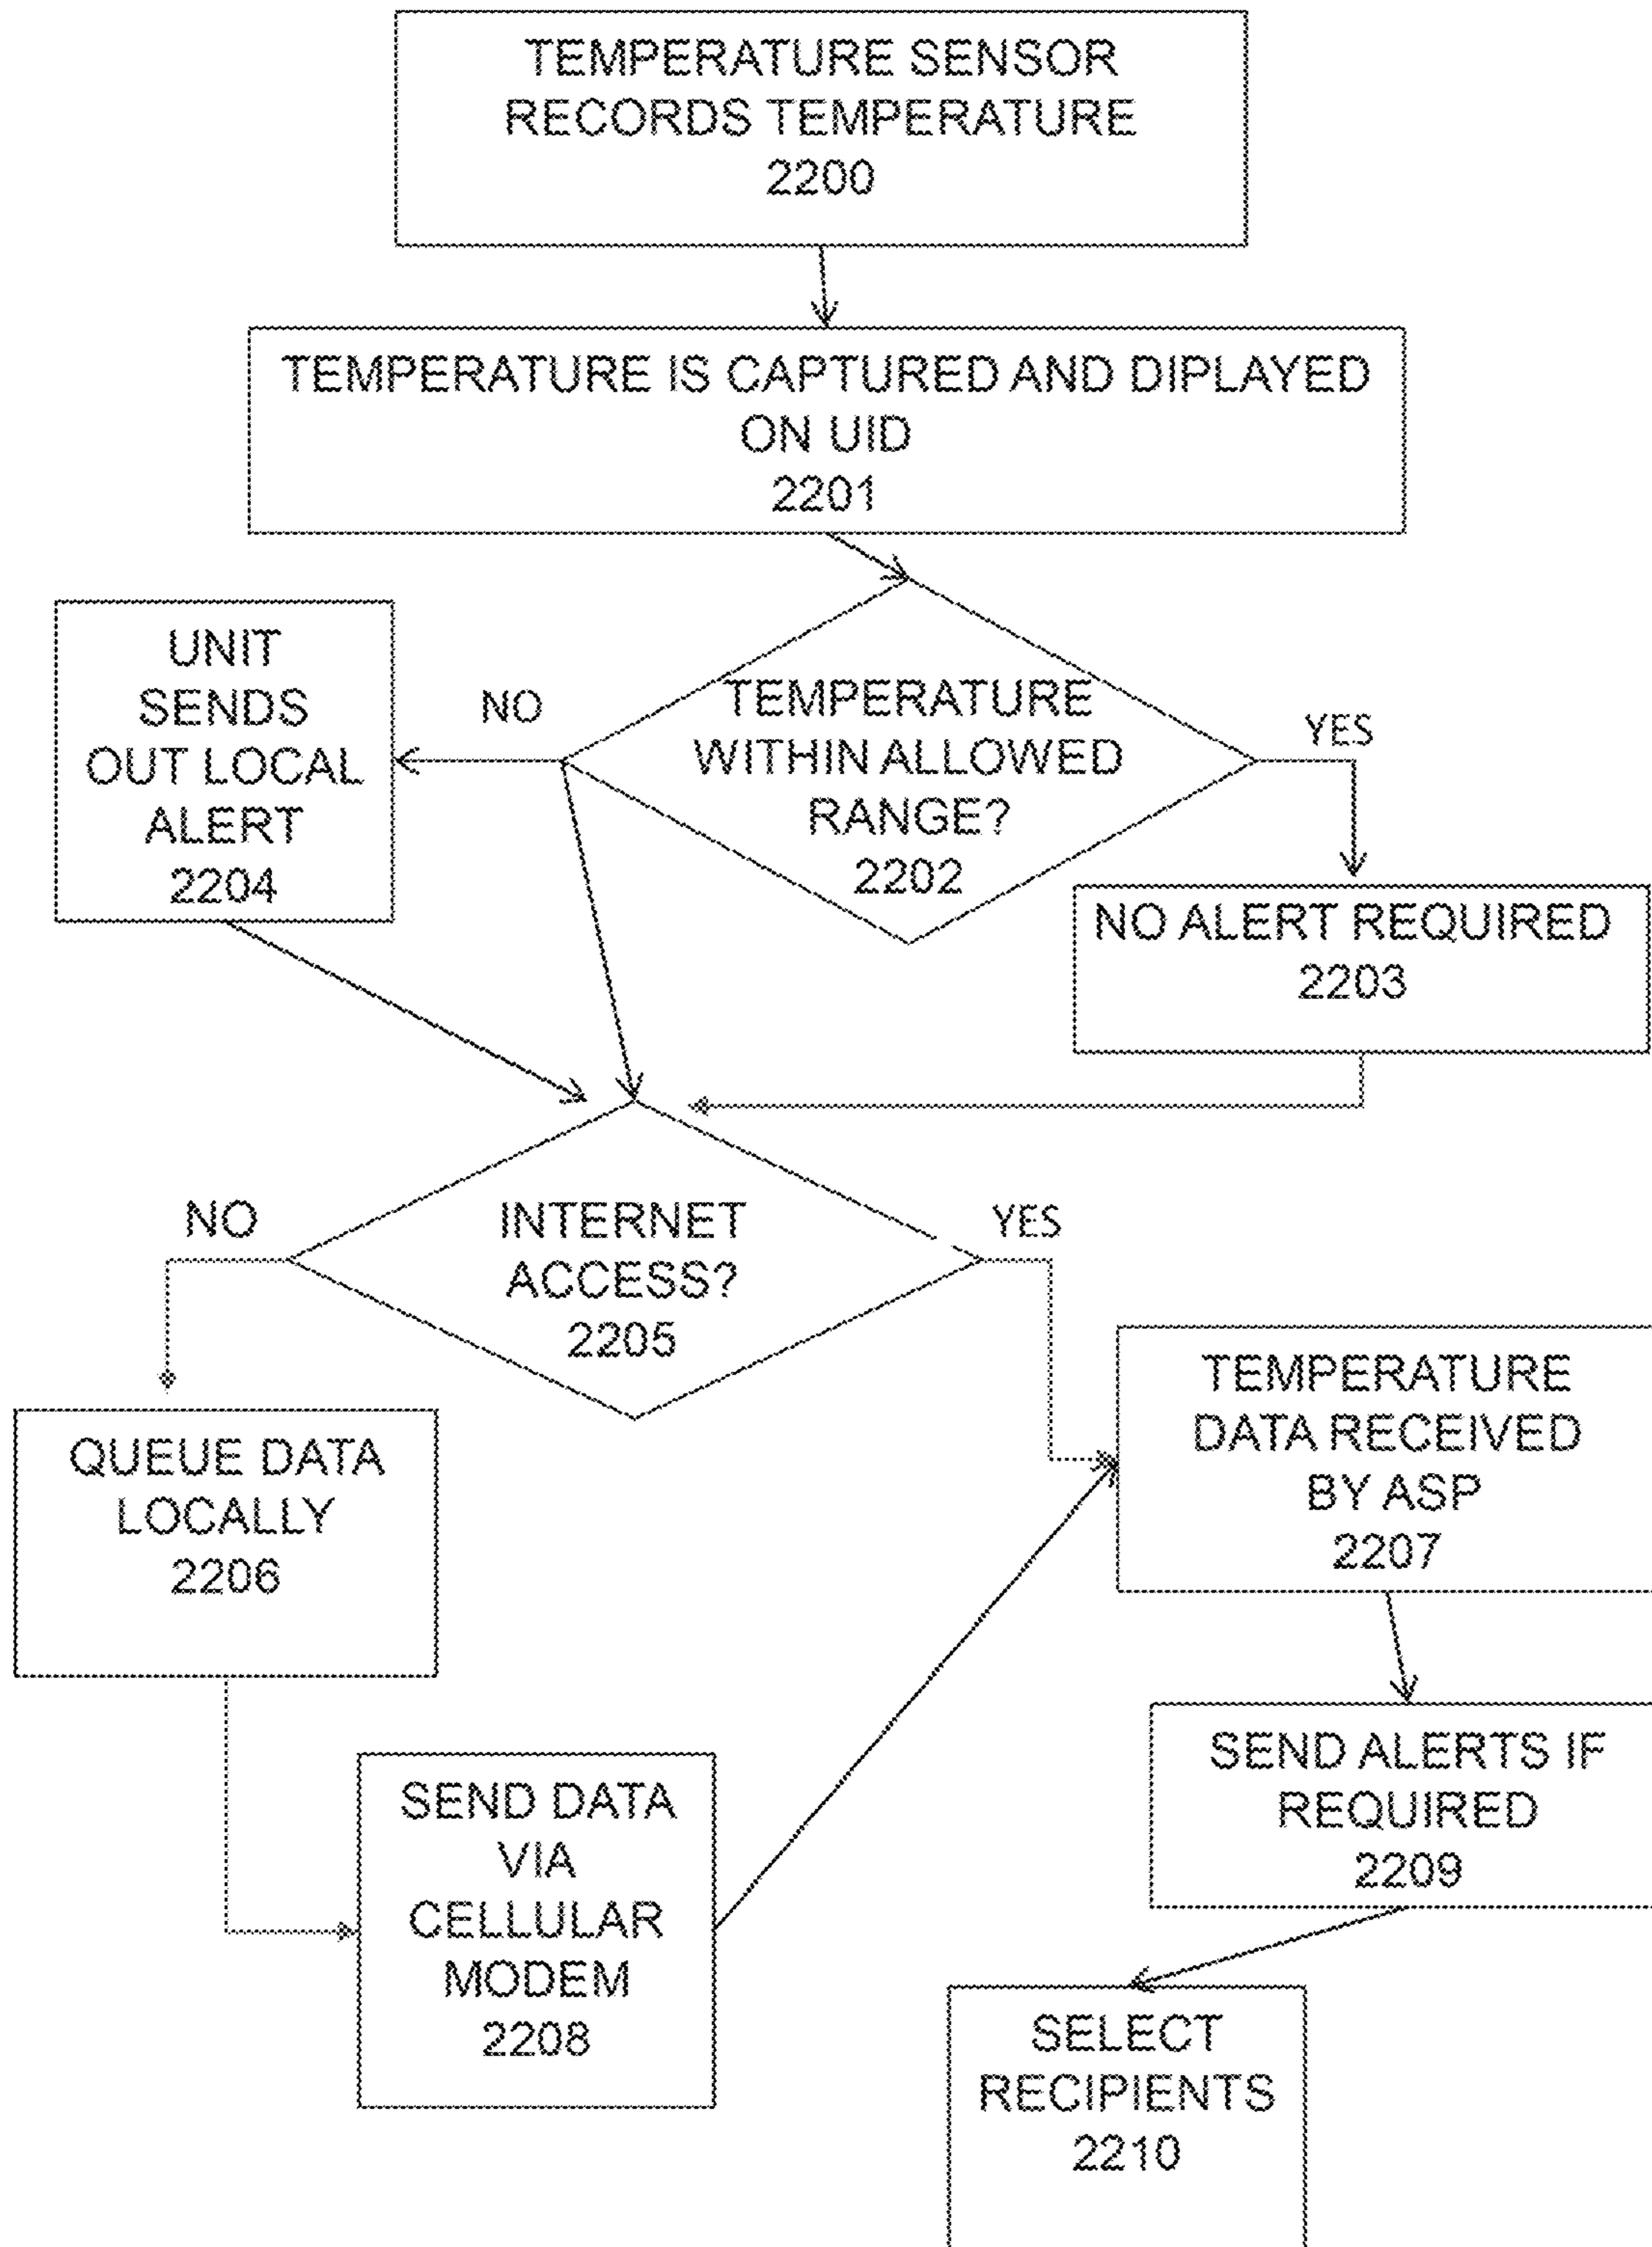 TEMPERATURE SENSOR
RECORDS TEMPERATURE
2200
TEMPERATURE IS CAPTURED AND DIPLAYED
ON UID
2201
UNIT
SENDS
OUT LOCAL
ALERT
2204
NO
TEMPERATURE
WITHIN ALLOWED
RANGE?
2202
YES
NO ALERT REQUIRED
2203
NO
INTERNET
ACCESS?
2205
YES
QUEUE DATA
LOCALLY
2206
TEMPERATURE
DATA RECEIVED
BY ASP
2207
SEND DATA
VIA
CELLULAR
MODEM
2208
SEND ALERTS IF
REQUIRED
2209
SELECT
RECIPIENTS
2210